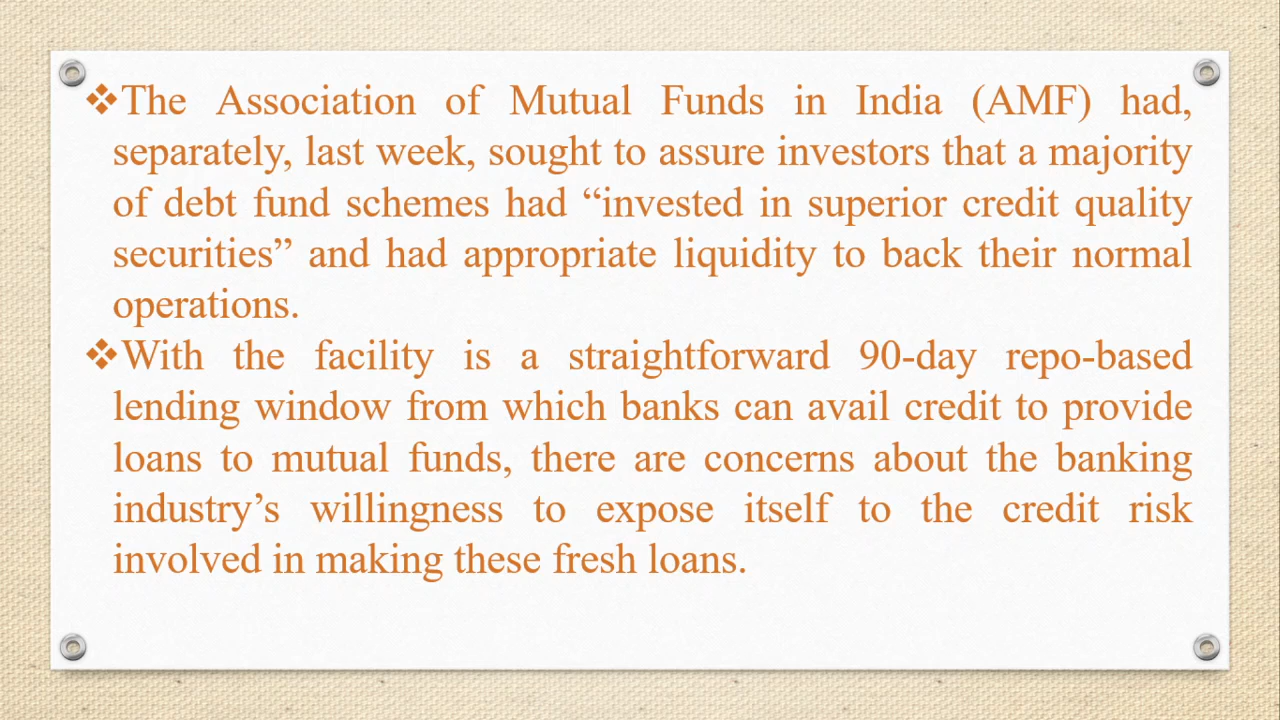 ❖The Association of Mutual Funds in India (AMF) had,
separately, last week, sought to assure investors that a majority
of debt fund schemes had “invested in superior credit quality
securities” and had appropriate liquidity to back their normal
operations.
❖With the facility is a straightforward 90-day repo-based
lending window from which banks can avail credit to provide
loans to mutual funds, there are concerns about the banking
industry’s willingness to expose itself to the credit risk
involved in making these fresh loans.